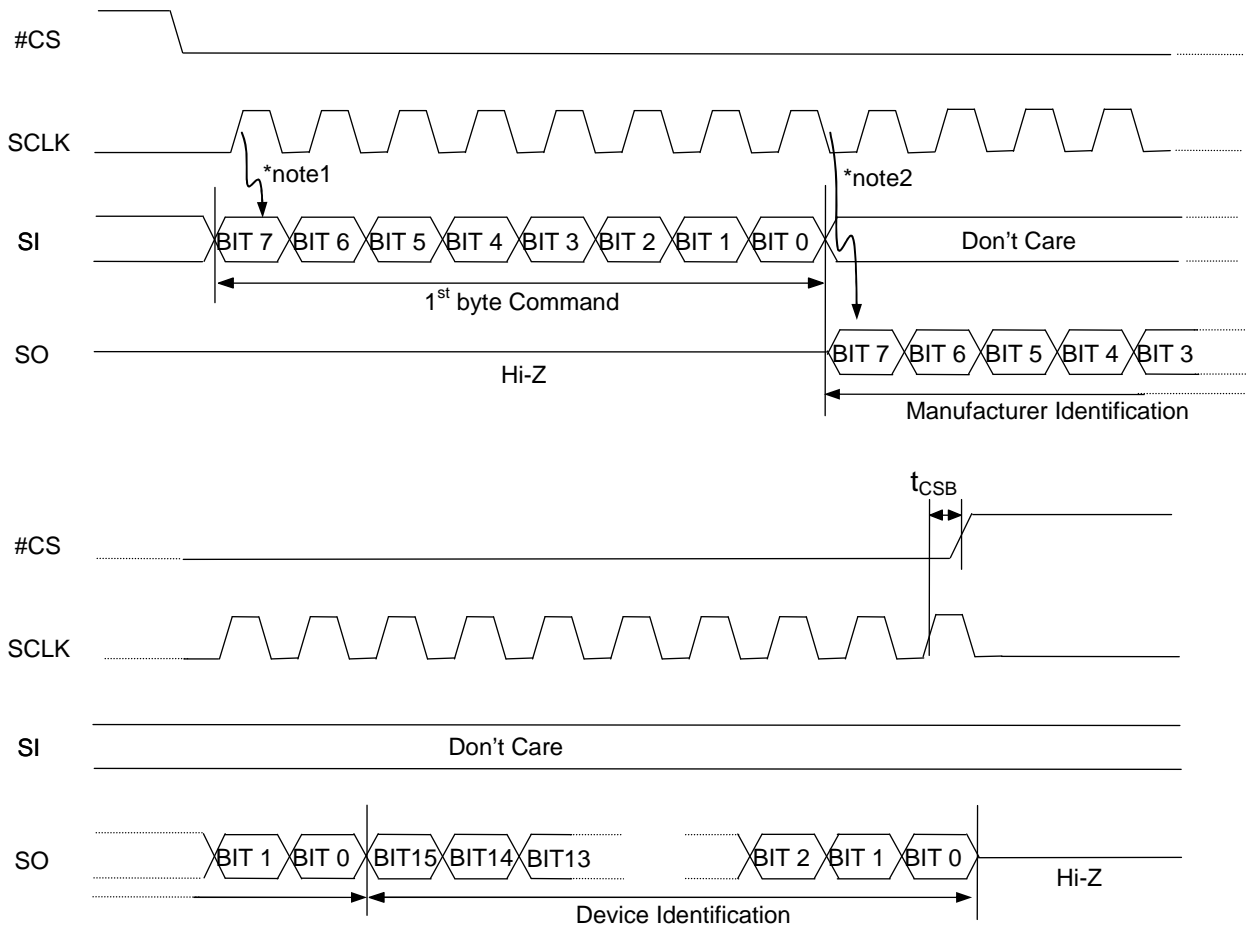 #CS
SCLK
*note1
*note2
SI
BIT 7 BIT 6 BIT 5 BIT 4 BIT 3 BIT 2 BIT 1 BIT 0 Don't Care
1st byte Command
SO
BIT 7 BIT 6 BIT 5 BIT 4 BIT 3
Hi-Z
Manufacturer Identification
tCSB
#CS
SCLK
SI
Don't Care
SO
BIT 1 BIT 0 BIT15 BIT14 BIT13 BIT 2 BIT 1 BIT 0
Hi-Z
Device Identification